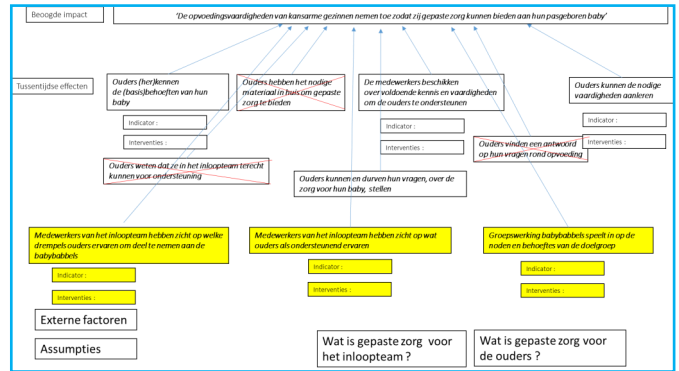 Beoogde impact
'De opvoedingsvaardigheden van kansarme gezinnen nemen toe zodat zij gepaste zorg kunnen bieden aan hun pasgeboren baby'
Tussentijdse effecten
Ouders (her)kennen
de (basis)behoeften van hun
baby
Indicator :
Interventies :
Ouders hebben het nodige
materiaal in huis om gepaste
zorg te bieden
De medewerkers beschikken
over voldoende kennis en vaardigheden
om de ouders te ondersteunen
Indicator :
Interventies :
Ouders kunnen de nodige
vaardigheden aanleren
Indicator :
Interventies :
Ouders weten dat ze in het inloopteam terecht
kunnen voor ondersteuning
Ouders vinden een antwoord
op hun vragen rond opvoeding
Ouders kunnen en durven hun vragen, over de
zorg voor hun baby, stellen
Medewerkers van het inloopteam hebben zicht op welke
drempels ouders ervaren om deel te nemen aan de
babybabbels
Indicator :
Interventies :
Medewerkers van het inloopteam hebben zicht op wat
ouders als ondersteunend ervaren
Indicator :
Interventies :
Groepswerking babybabbels speelt in op de
noden en behoeftes van de doelgroep
Indicator :
Interventies :
Externe factoren
Assumpties
Wat is gepaste zorg voor
het inloopteam ?
Wat is gepaste zorg voor
de ouders ?